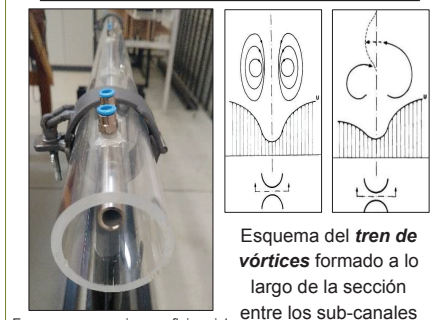 Esquema del tren de
vórtices formado a lo
largo de la sección
entre los sub-canales
U
U